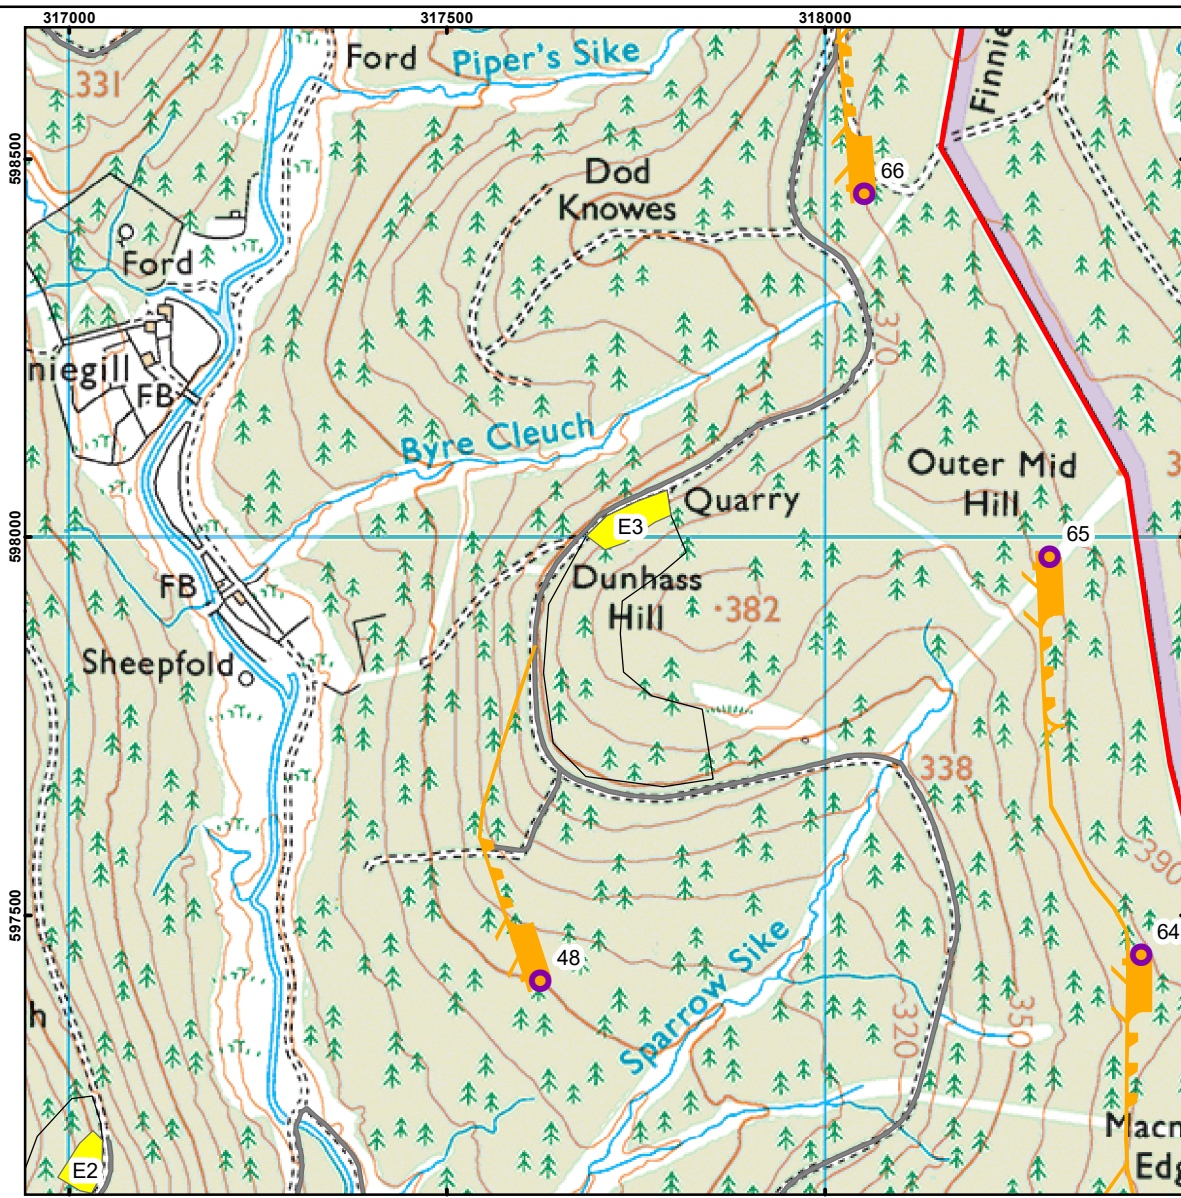 317000
317500
318000
598500
598000
597500
331
Ford
Piper's Sike
Finnie
Dod
Knowes
66
Ford
niegill
FB
370
Byre Cleuch
Outer Mid
Hill
Quarry
E3
65
FB
Dunhass
Hill
·382
Sheepfold
338
390
48
64
Sparrow Sike
320
350
h
E2
Macn
Edg
3